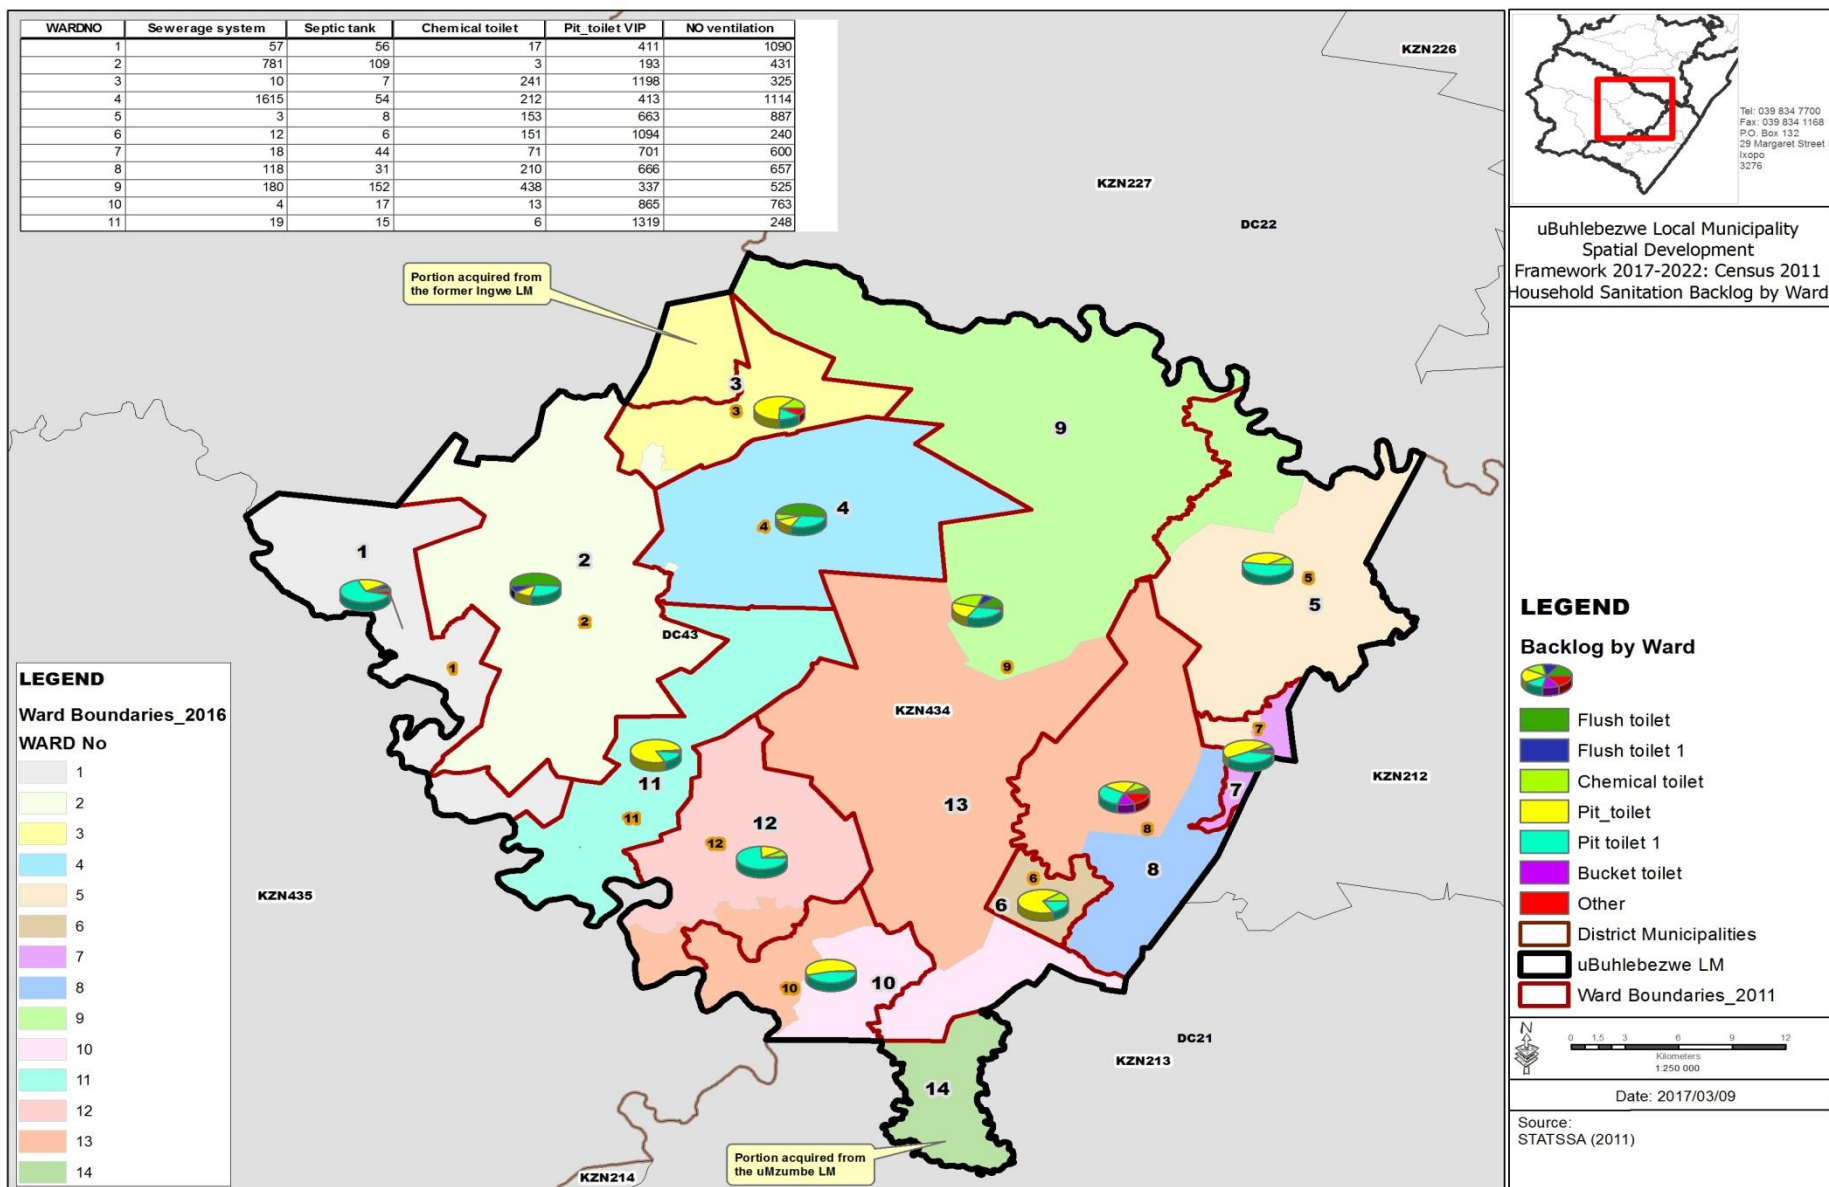 WARDNO Sewerage system Septic tank Chemical toilet Pit_toilet VIP NO ventilation
1 57 56 17 411 1090
2 781 109 3 193 431
3 10 7 241 1198 325
4 1615 54 212 413 1114
5 3 8 153 663 887
6 12 6 151 1094 240
7 18 44 71 701 600
8 118 31 210 666 657
9 180 152 438 337 525
10 4 17 13 865 763
11 19 15 6 1319 248
KZN226
KZN227
DC22
Portion acquired from
the former Ingwe LM
3
3
9
4
4
1
2
5
5
2
DC43
1
9
KZN434
7
11
13
7
KZN212
11
12
12
8
8
6
6
KZN435
10
10
DC21
KZN213
14
Portion acquired from
the uMzumbe LM
KZN214
LEGEND
Ward Boundaries_2016
WARD No
1
2
3
4
5
6
7
8
9
10
11
12
13
14
Tel: 039 834 7700
Fax: 039 834 1168
P.O. Box 132
29 Margaret Street
Ixopo
3276
uBuhlebezwe Local Municipality
Spatial Development
Framework 2017-2022: Census 2011
Household Sanitation Backlog by Ward
LEGEND
Backlog by Ward
Flush toilet
Flush toilet 1
Chemical toilet
Pit_toilet
Pit toilet 1
Bucket toilet
Other
District Municipalities
uBuhlebezwe LM
Ward Boundaries_2011
N
0 1,5 3 6 9 12
Kilometers
1:250 000
Date: 2017/03/09
Source:
STATSSA (2011)